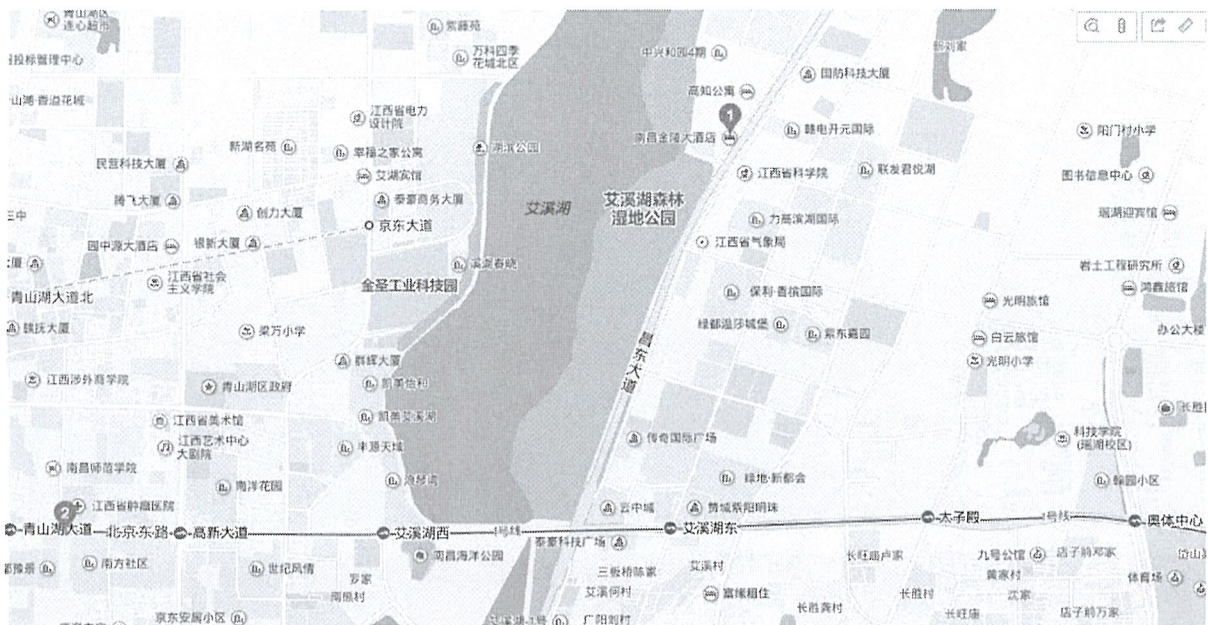 青山湖区
连心超市
紫藤苑
万科四季
花城北区
中兴和园4期
国防科技大厦
投标管理中心
高知公寓
江西省电力
设计院
南昌金陵大酒店
赣电开元国际
阳门村小学
新湖名苑
幸福之家公寓
湖滨公园
民营科技大厦
艾湖宾馆
江西省科学院
联发君悦湖
图书信息中心
腾飞大厦
创力大厦
泰豪商务大厦
艾溪湖
艾溪湖森林
湿地公园
力高滨湖国际
瑶湖迎宾馆
京东大道
园中源大酒店
银新大厦
江西省气象局
溪湖春晓
岩土工程研究所
江西省社会
主义学院
金圣工业科技园
保利·香槟国际
鸿鑫旅馆
青山湖大道北
光明旅馆
魏抚大厦
梁万小学
绿都温莎城堡
紫东嘉园
白云旅馆
办公大楼
昌东大道
群辉大厦
光明小学
江西涉外商学院
青山湖区政府
凯美怡和
江西省美术馆
凯美艾溪湖
长胜
江西艺术中心
大剧院
丰源天域
传奇国际广场
科技学院
(瑶湖校区)
南昌师范学院
南洋花园
绿地·新都会
翰园小区
江西省肿瘤医院
云中城
赞城紫阳明珠
青山湖大道
北京东路
高新大道
艾溪湖西
1号线
艾溪湖东
太子殿
1号线
奥体中心
泰豪科技广场
南昌海洋公园
南方社区
世纪风情
罗家
南熊村
三板桥陈家
艾溪村
艾溪何村
富缘租住
长旺庙卢家
九号公馆
店子前邓家
黄家村
沈家
体育场
长胜村
长胜龚村
长旺庙
店子前万家
京东安居小区
广阳刘村
1
2